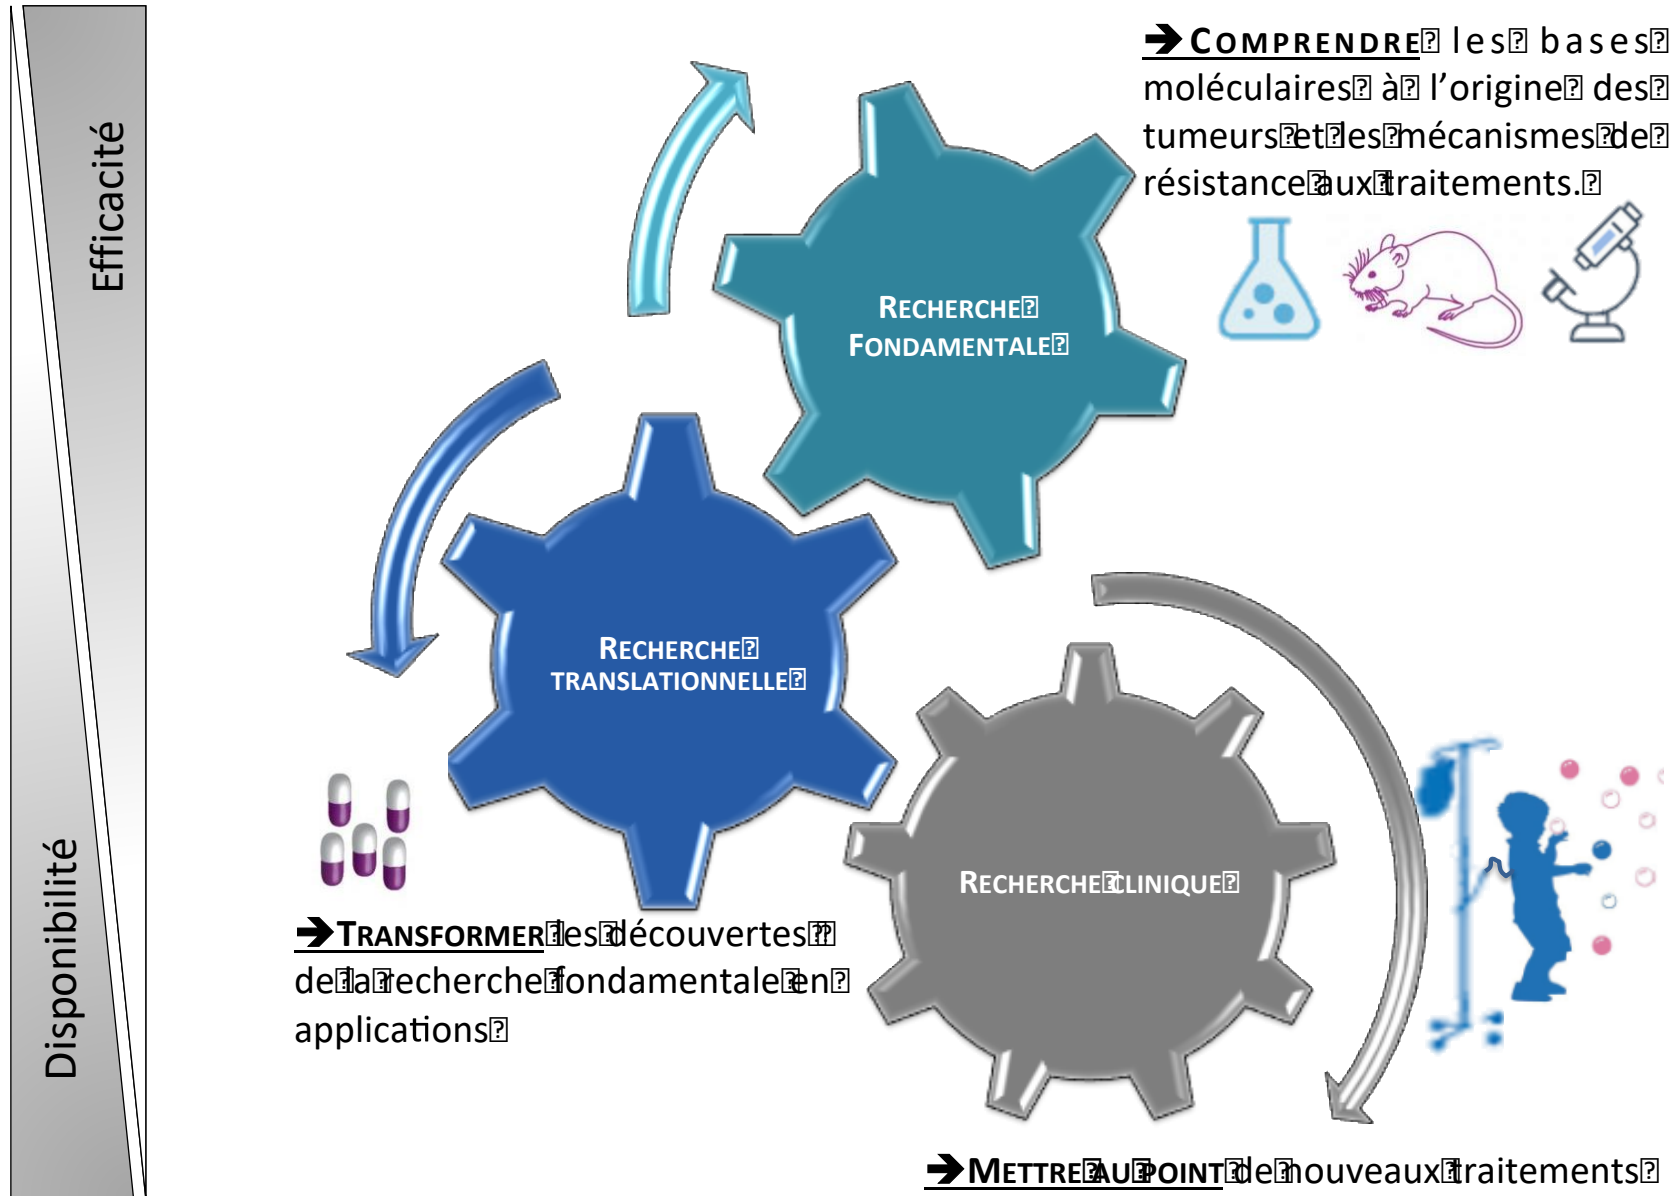 Efficacité
Disponibilité
➔ COMPRENDRE les bases
moléculaires à l’origine des
tumeurs et les mécanismes de
résistance aux traitements.
RECHERCHE
FONDAMENTALE
RECHERCHE
TRANSLATIONNELLE
RECHERCHE CLINIQUE
➔ TRANSFORMER les découvertes
de la recherche fondamentale en
applications
➔ METTRE AU POINT de nouveaux traitements